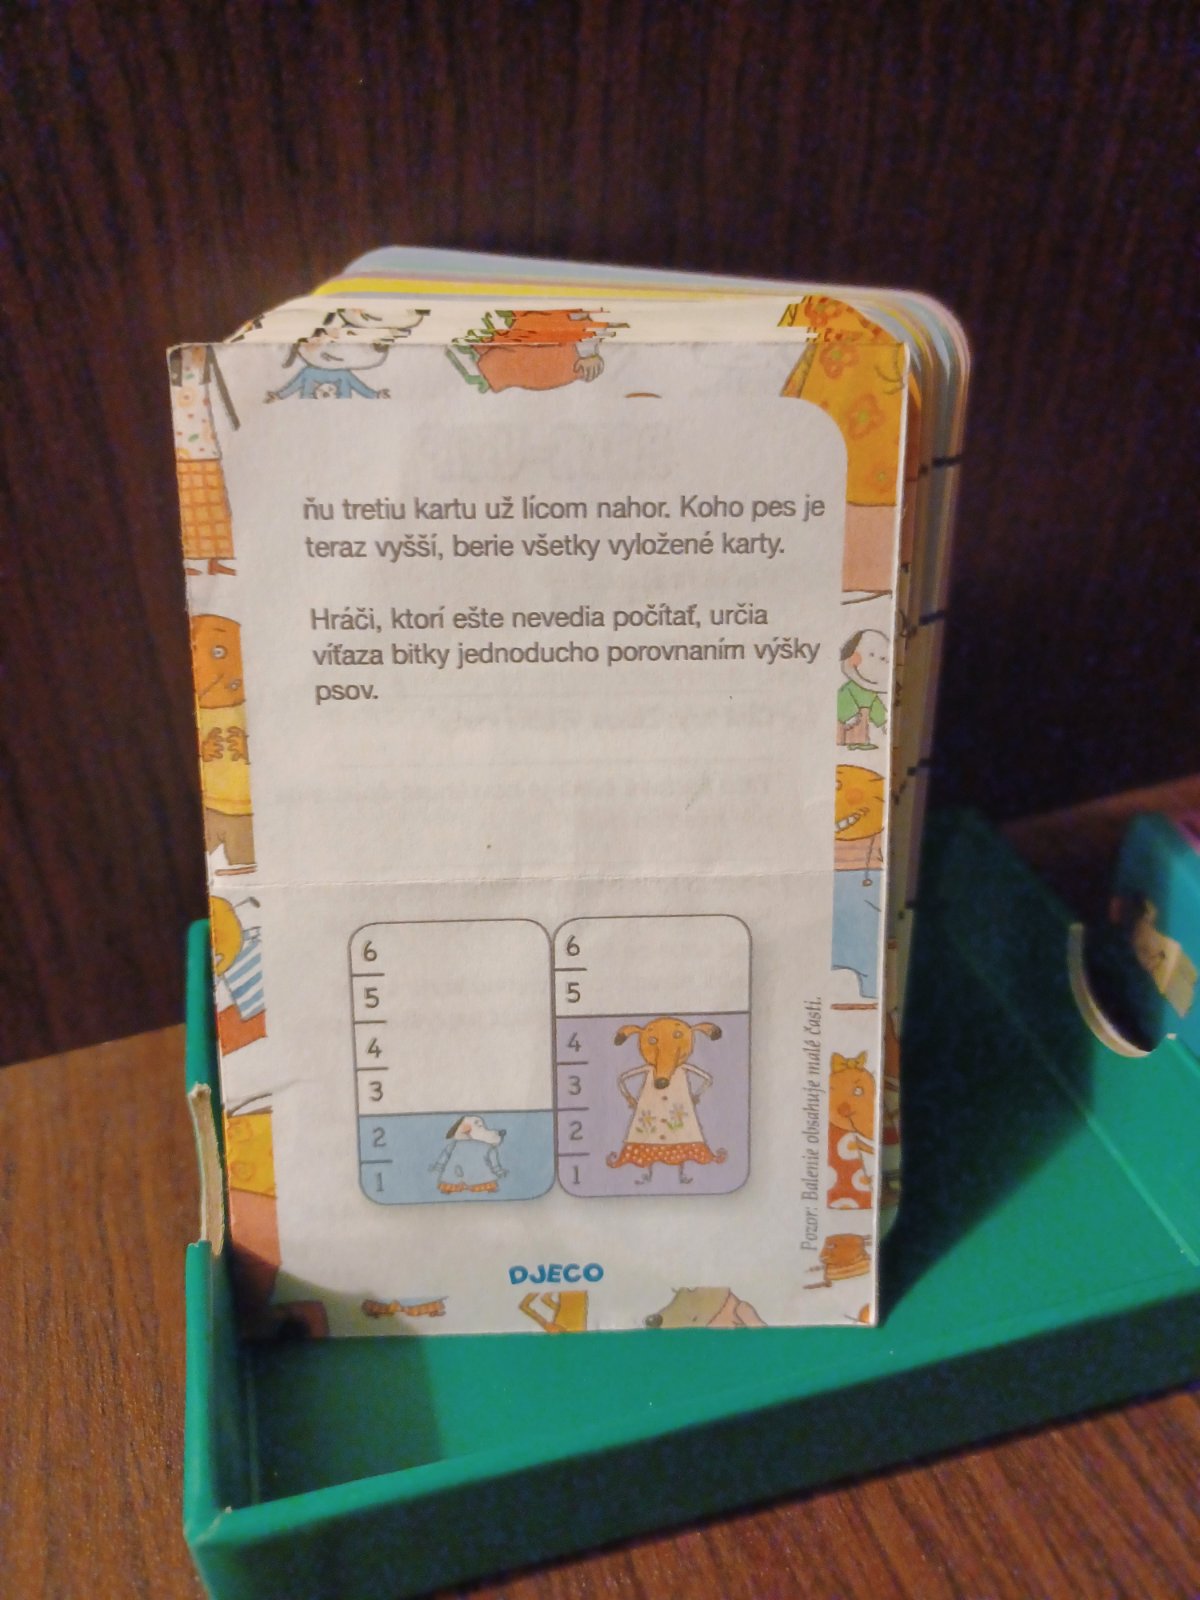 ňu tretiu kartu už lícom nahor. Koho pes je
teraz vyšší, berie všetky vyložené karty.
Hráči, ktorí ešte nevedia počítať, určia
víťaza bitky jednoducho porovnaním výšky
psov.
6
5
4
3
2
1
6
5
4
3
2
1
Pozor: Balenie obsahuje malé časti.
DJECO